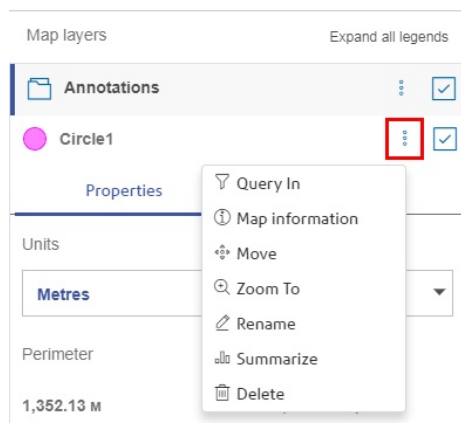 Map layers
Expand all legends
Annotations
Circle1
Properties
Query In
Map information
Units
Move
Metres
Zoom To
Rename
Perimeter
Summarize
Delete
1,352.13 M